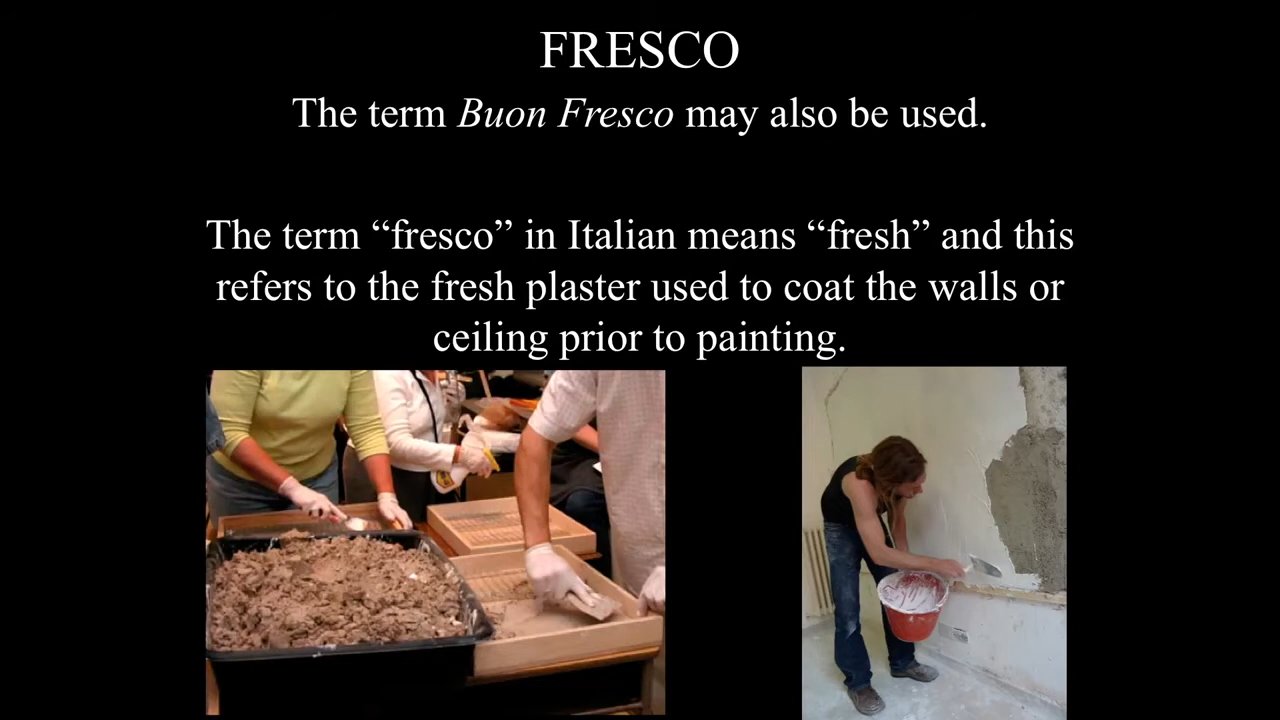 FRESCO
The term Buon Fresco may also be used.
The term “fresco” in Italian means “fresh” and this
refers to the fresh plaster used to coat the walls or
ceiling prior to painting.